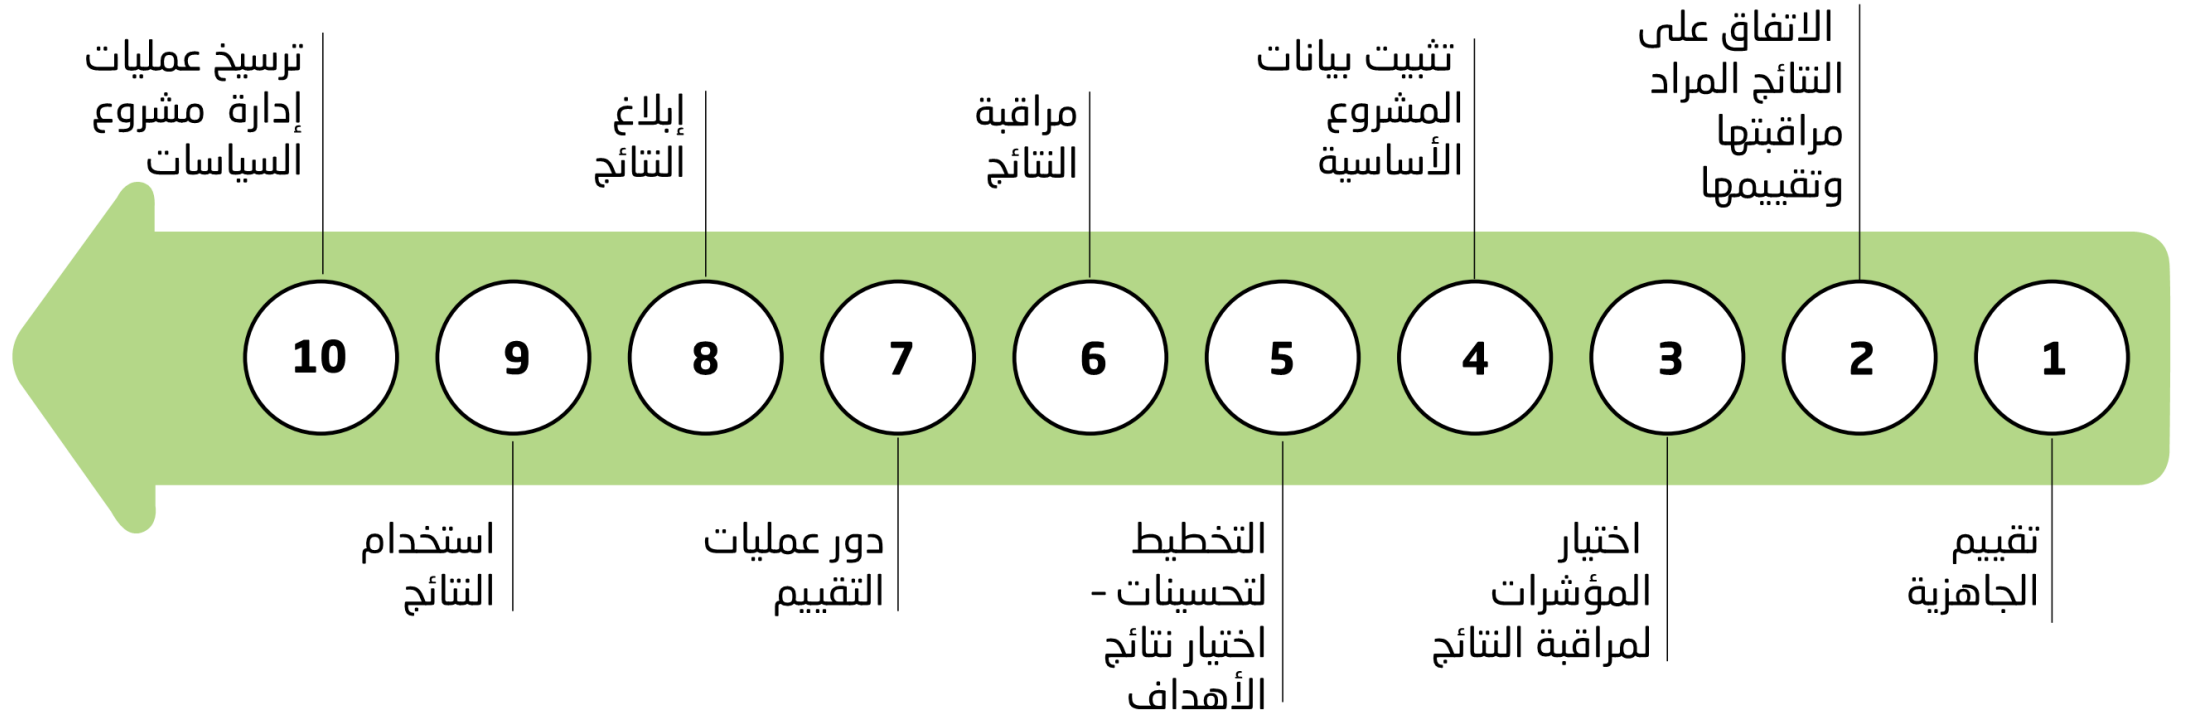 1
تقييم
الجاهزية
2
الاتفاق على
النتائج المراد
مراقبتها
وتقييمها
3
اختيار
المؤشرات
لمراقبة النتائج
4
تثبيت بيانات
المشروع
الأساسية
5
التخطيط
لتحسينات -
اختيار نتائج
الأهداف
6
مراقبة
النتائج
7
دور عمليات
التقييم
8
إبلاغ
النتائج
9
استخدام
النتائج
10
ترسيخ عمليات
إدارة مشروع
السياسات